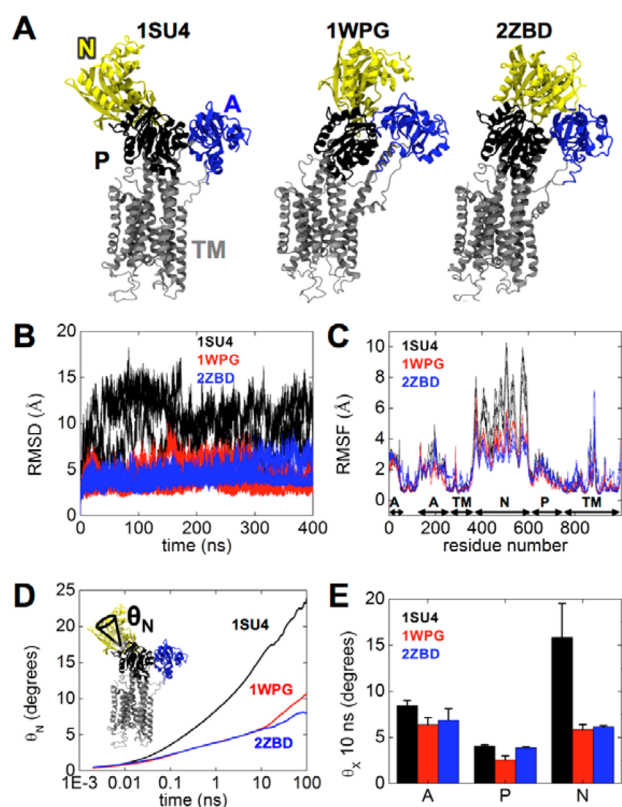 A
1SU4
1WPG
2ZBD
N
A
P
TM
B
20
15
10
5
0
RMSD (Å)
1SU4
1WPG
2ZBD
0 100 200 300 400
time (ns)
C
10
8
6
4
2
0
RMSF (Å)
1SU4
1WPG
2ZBD
A A TM N P TM
0 200 400 600 800
residue number
D
25
20
15
10
5
0
θN (degrees)
θN
1SU4
1WPG
2ZBD
1E-3 0.01 0.1 1 10 100
time (ns)
E
20
15
10
5
0
θx 10 ns (degrees)
1SU4
1WPG
2ZBD
A P N